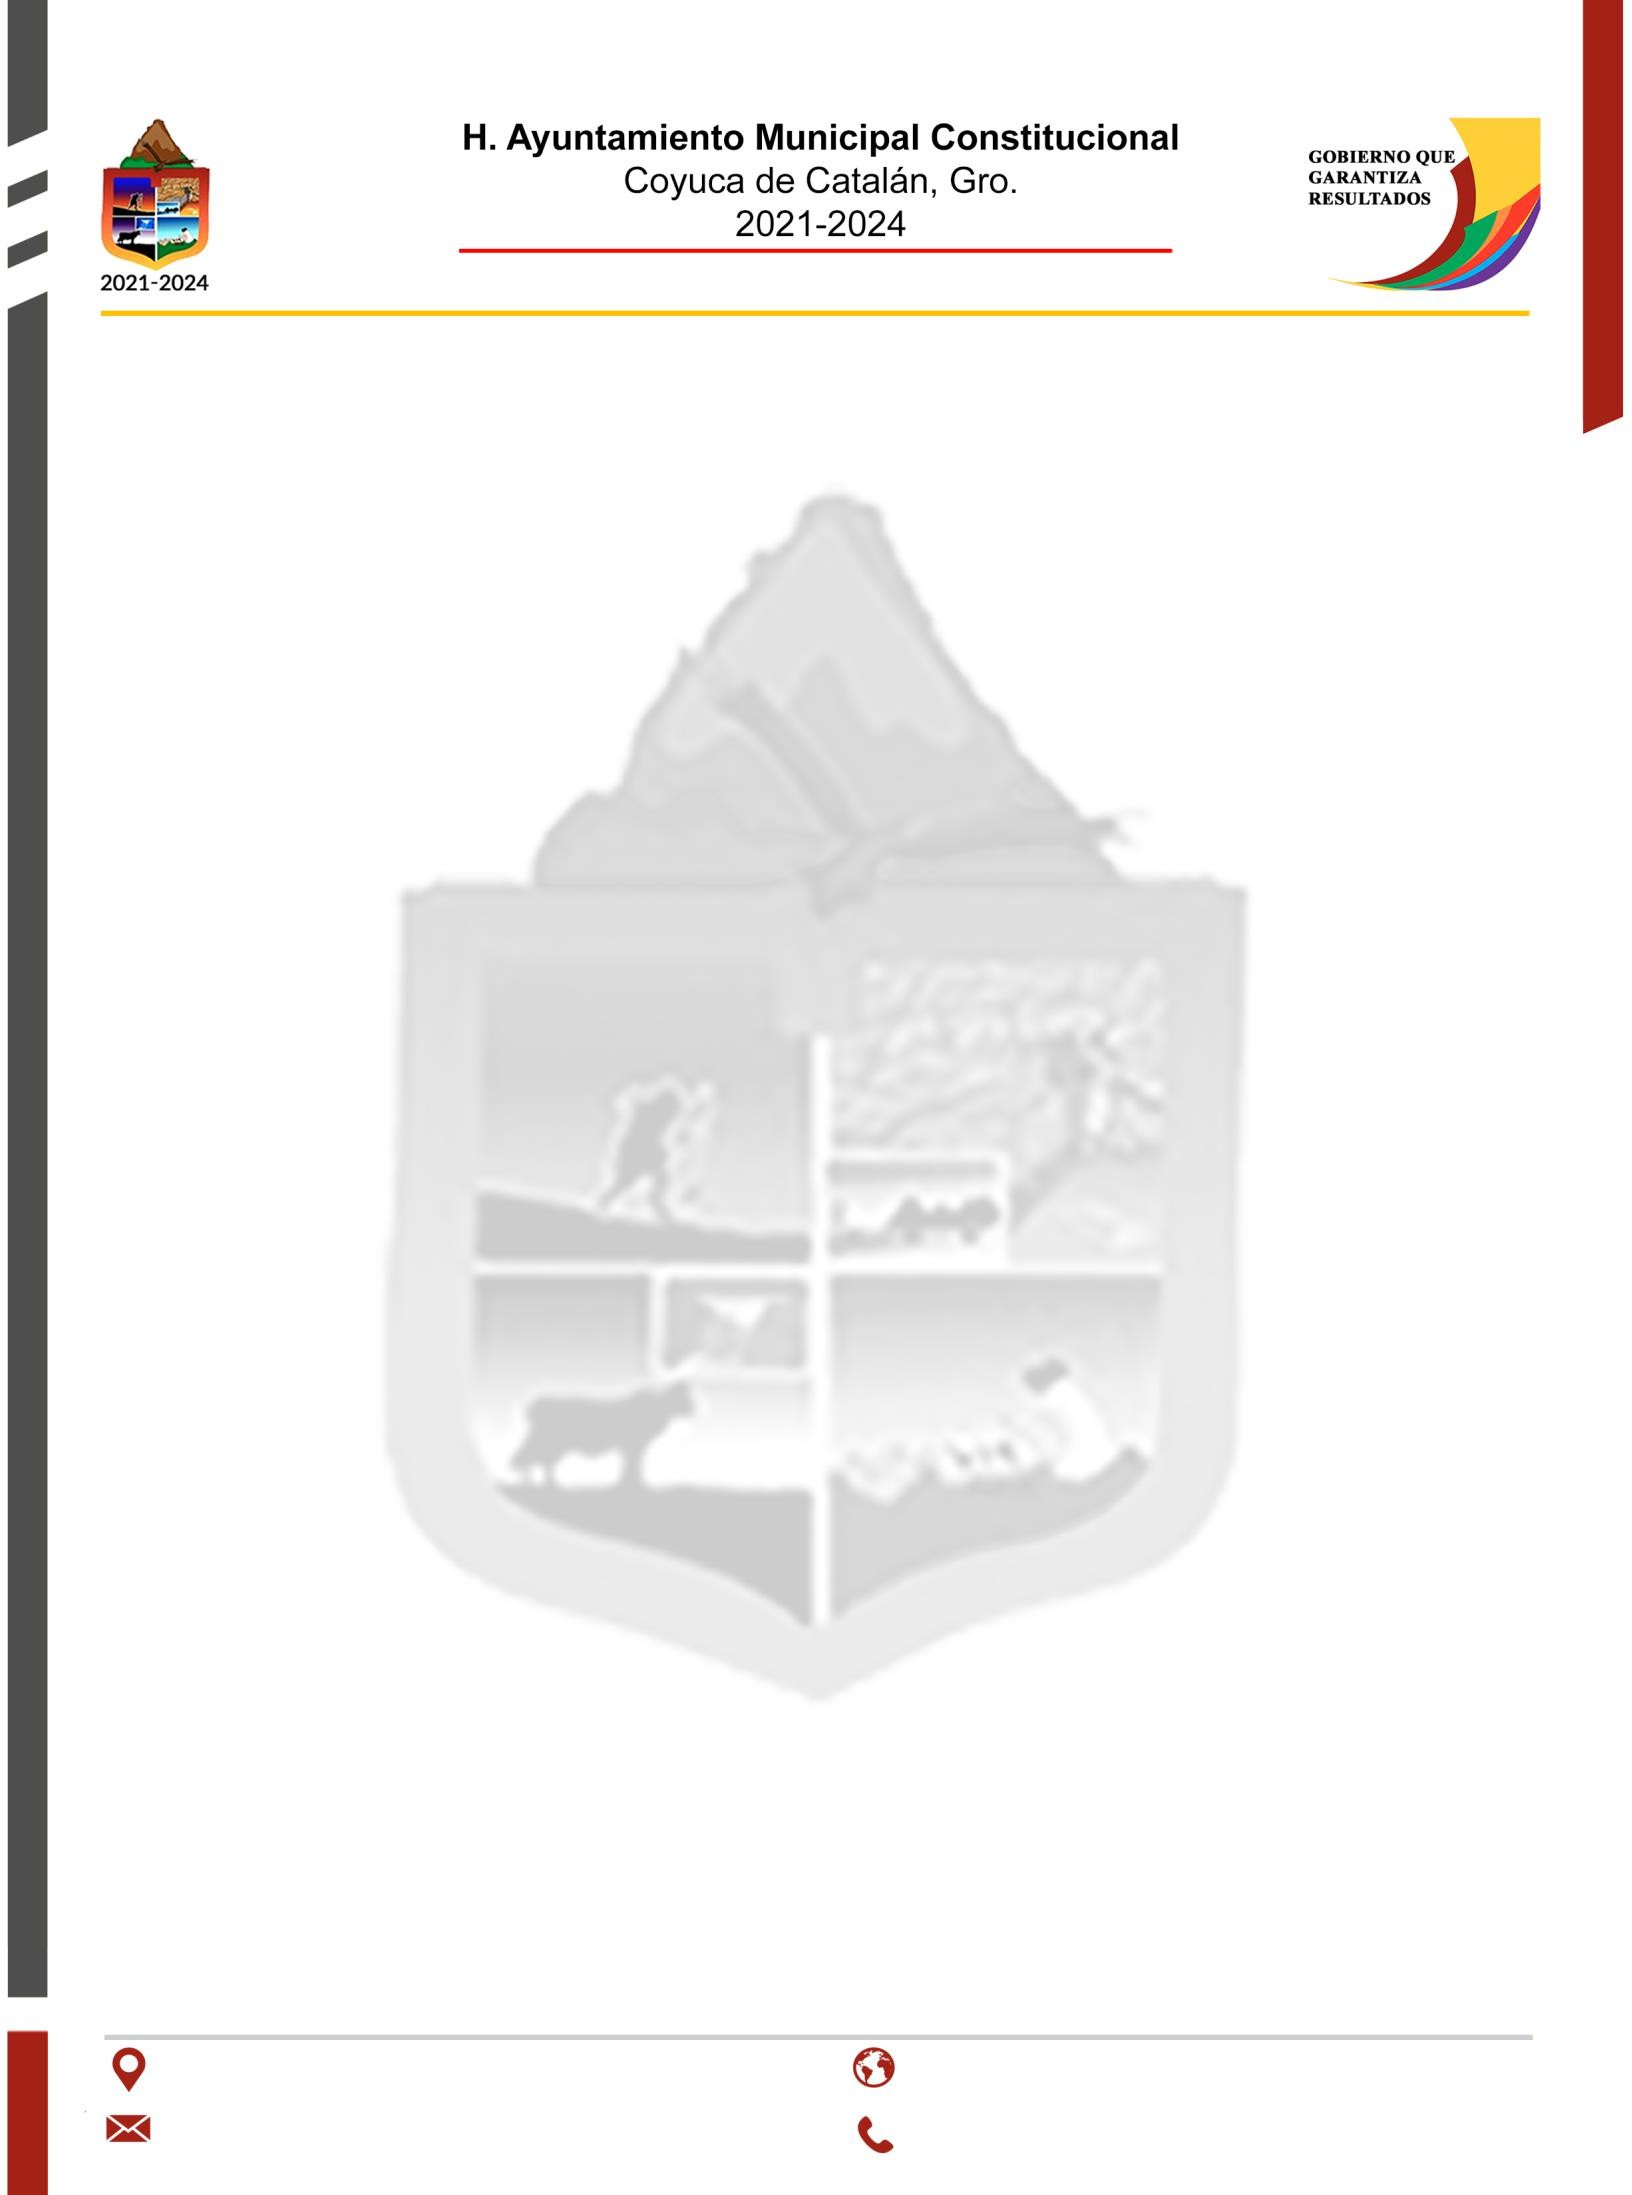 H. Ayuntamiento Municipal Constitucional
Coyuca de Catalán, Gro.
2021-2024
2021-2024
GOBIERNO QUE
GARANTIZA
RESULTADOS